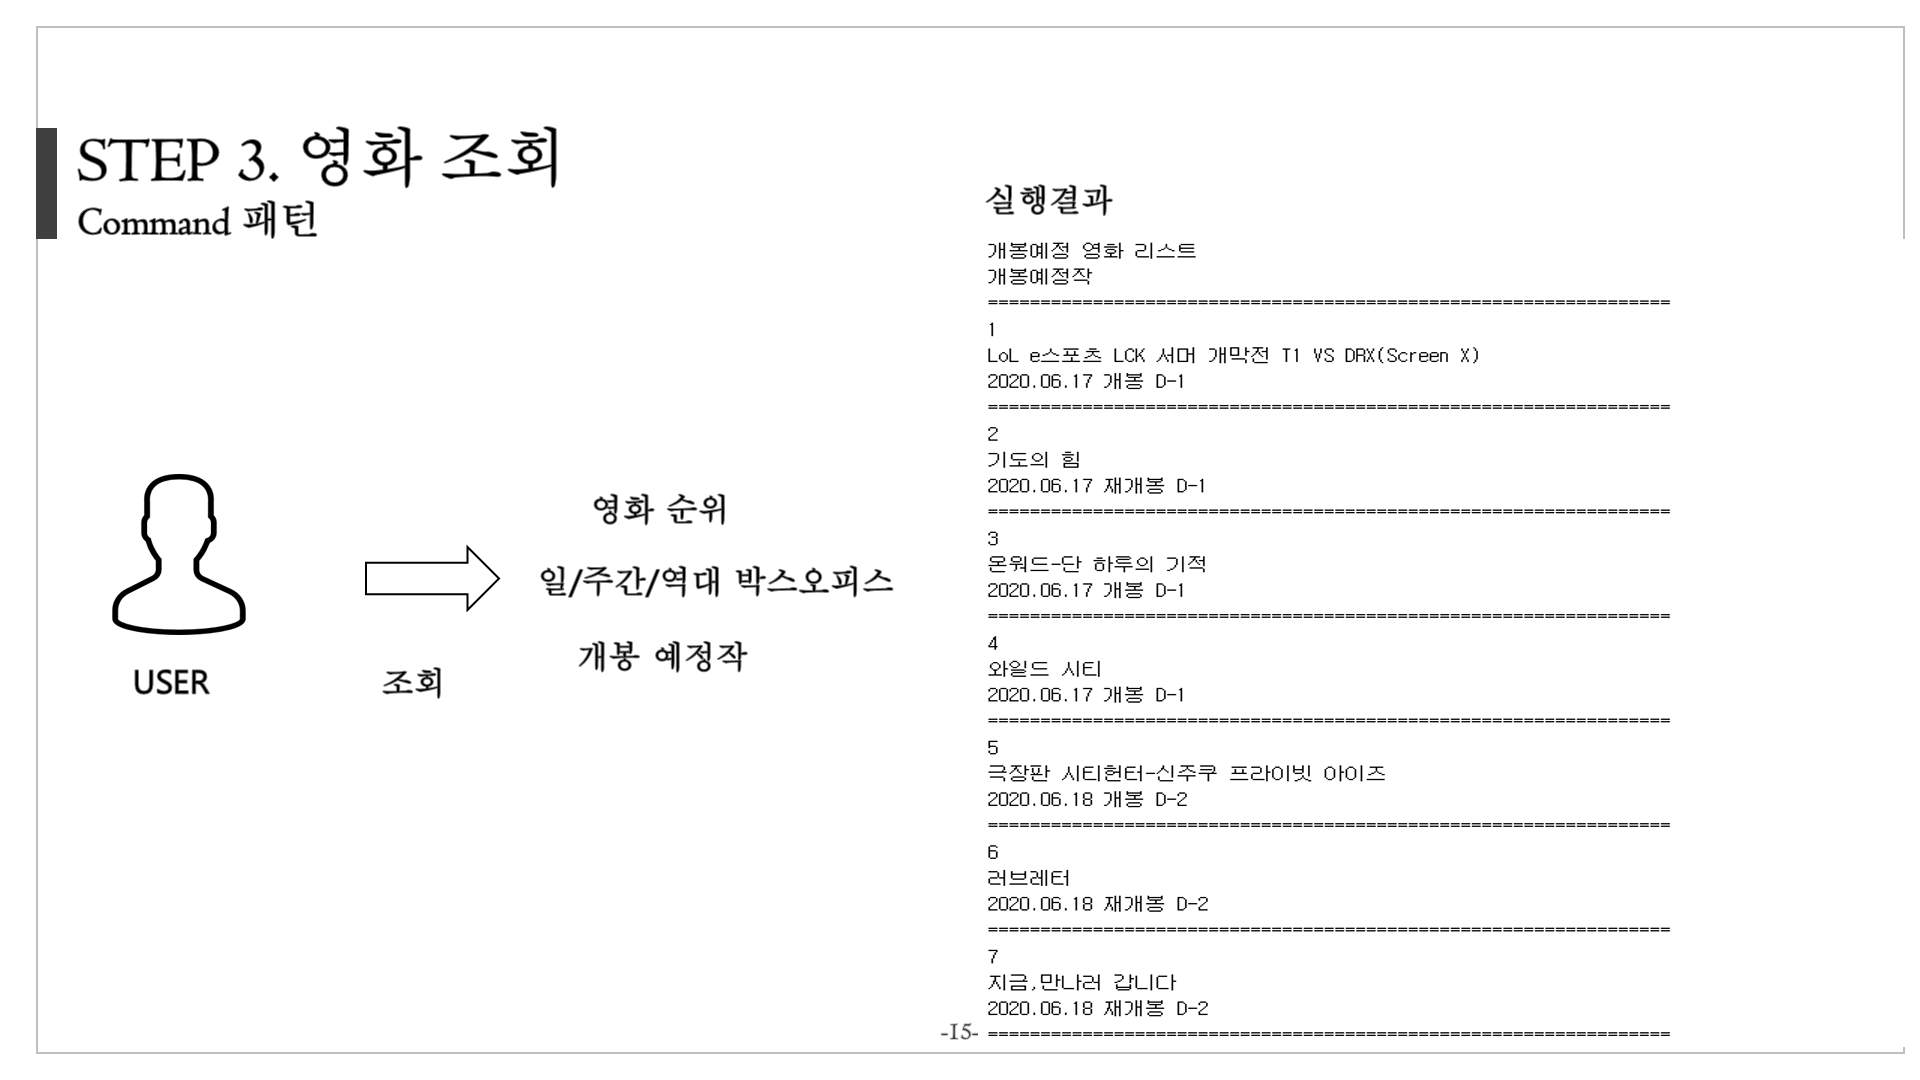 STEP 3. 영화 조회
Command 패턴
USER
조회
영화 순위
일/주간/역대 박스오피스
개봉 예정작
실행결과
개봉예정 영화 리스트
개봉예정작
=================================================================
1
LoL e스포츠 LCK 서머 개막전 T1 VS DRX(Screen X)
2020.06.17 개봉 D-1
=================================================================
2
기도의 힘
2020.06.17 재개봉 D-1
=================================================================
3
온워드-단 하루의 기적
2020.06.17 개봉 D-1
=================================================================
4
와일드 시티
2020.06.17 개봉 D-1
=================================================================
5
극장판 시티헌터-신주쿠 프라이빗 아이즈
2020.06.18 개봉 D-2
=================================================================
6
러브레터
2020.06.18 재개봉 D-2
=================================================================
7
지금,만나러 갑니다
2020.06.18 재개봉 D-2
=================================================================
-15-